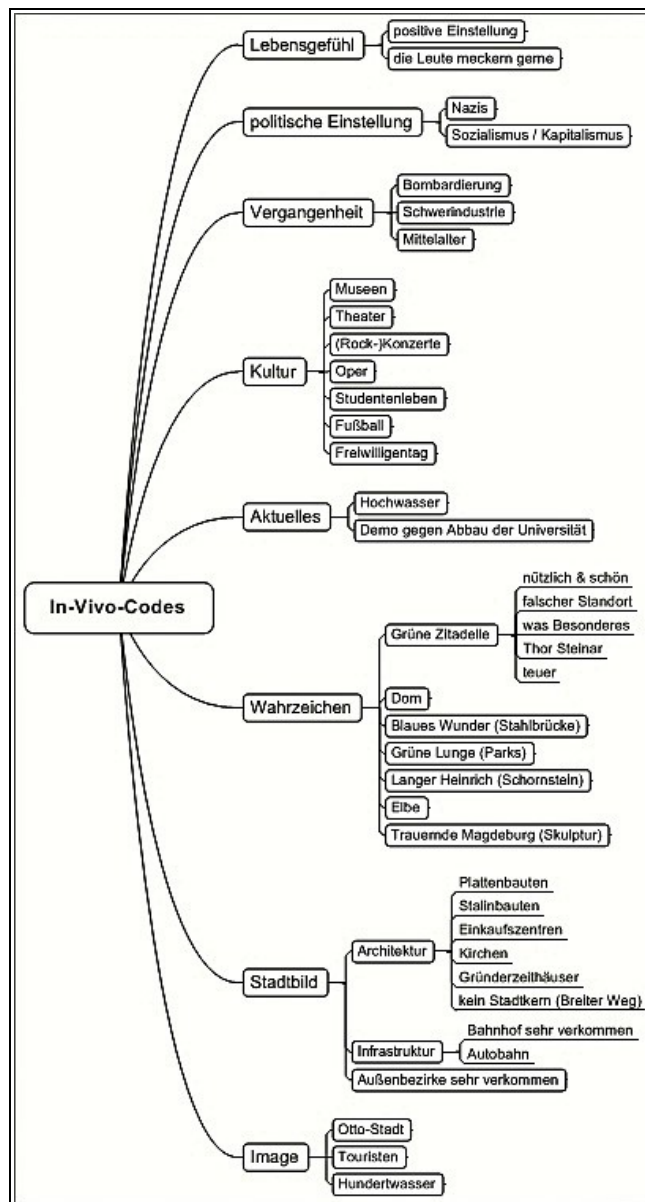 Lebensgefühl
positive Einstellung
die Leute meckern gerne
politische Einstellung
Nazis
Sozialismus / Kapitalismus
Vergangenheit
Bombardierung
Schwerindustrie
Mittelalter
Kultur
Museen
Theater
(Rock-)Konzerte
Oper
Studentenleben
Fußball
Freiwilligentag
Aktuelles
Hochwasser
Demo gegen Abbau der Universität
In-Vivo-Codes
Wahrzeichen
Grüne Zitadelle
nützlich & schön
falscher Standort
was Besonderes
Thor Steinar
teuer
Dom
Blaues Wunder (Stahlbrücke)
Grüne Lunge (Parks)
Langer Heinrich (Schornstein)
Elbe
Trauernde Magdeburg (Skulptur)
Stadtbild
Architektur
Plattenbauten
Stalinbauten
Einkaufszentren
Kirchen
Gründerzeithäuser
kein Stadtkern (Breiter Weg)
Infrastruktur
Bahnhof sehr verkommen
Autobahn
Außenbezirke sehr verkommen
Image
Otto-Stadt
Touristen
Hundertwasser